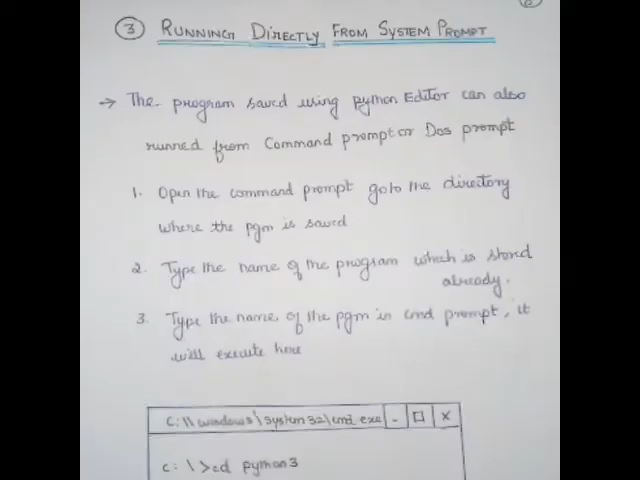 ③ RUNNING DIRECTLY FROM SYSTEM PROMPT
→ The program saved using python Editor can also
runned from Command prompt or Dos prompt
1. Open the command prompt goto the directory
where the pgm is saved
2. Type the name of the program which is stored
already.
3. Type the name of the pgm in cmd prompt, it
will execute here
C:\\windows\system32\cmd.exe - □ X
c:\>cd python3